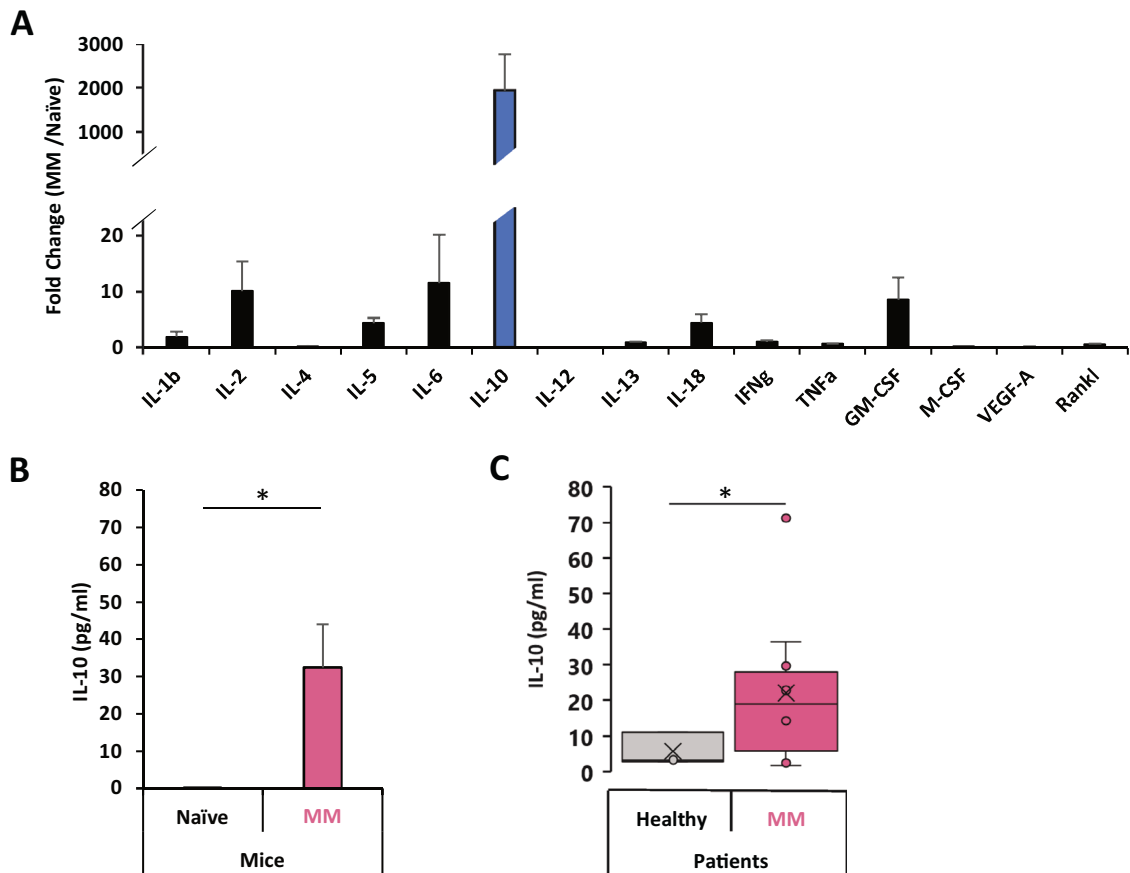 A
Fold Change (MM /Naïve)
3000
2000
1000
20
10
0
IL-1b
IL-2
IL-4
IL-5
IL-6
IL-10
IL-12
IL-13
IL-18
IFNg
TNFa
GM-CSF
M-CSF
VEGF-A
Rankl
B
IL-10 (pg/ml)
80
70
60
50
40
30
20
10
0
*
Naïve
MM
Mice
C
IL-10 (pg/ml)
80
70
60
50
40
30
20
10
0
*
Healthy
MM
Patients